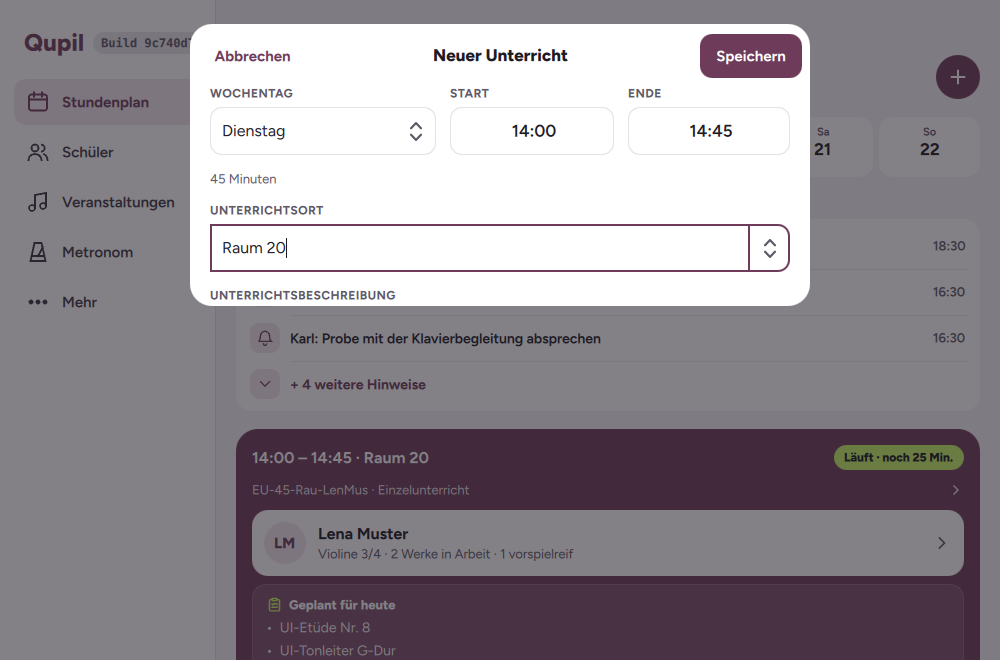 Qupil
Build 9c740d
Stundenplan
Schüler
Veranstaltungen
Metronom
Mehr
Abbrechen
Neuer Unterricht
Speichern
WOCHENTAG
START
ENDE
Dienstag
14:00
14:45
45 Minuten
UNTERRICHTSORT
Raum 20
UNTERRICHTSBESCHREIBUNG
Sa
21
So
22
18:30
16:30
Karl: Probe mit der Klavierbegleitung absprechen
16:30
+ 4 weitere Hinweise
14:00 – 14:45 · Raum 20
Läuft · noch 25 Min.
EU-45-Rau-LenMus · Einzelunterricht
LM
Lena Muster
Violine 3/4 · 2 Werke in Arbeit · 1 vorspielreif
Geplant für heute
• UI-Etüde Nr. 8
• UI-Tonleiter G-Dur